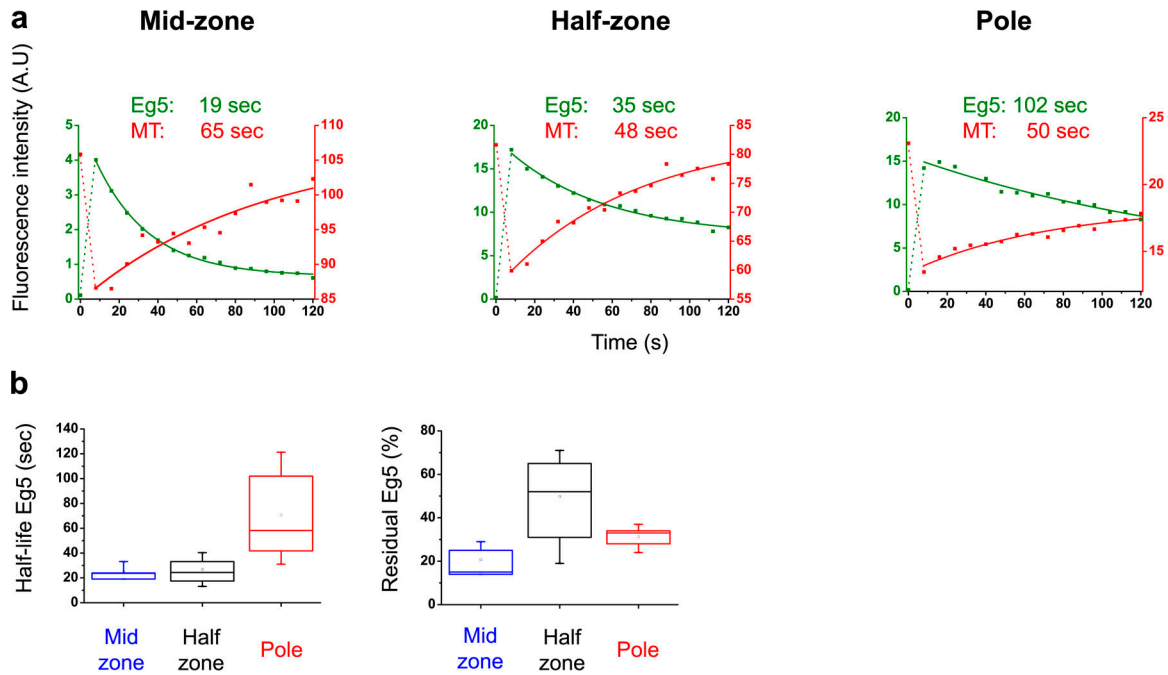 a
Mid-zone
Half-zone
Pole
Fluorescence intensity (A.U)
Eg5: 19 sec
MT: 65 sec
5
4
3
2
1
0
110
105
100
95
90
85
0 20 40 60 80 100 120
Eg5: 35 sec
MT: 48 sec
20
15
10
5
0
85
80
75
70
65
60
55
0 20 40 60 80 100 120
Eg5: 102 sec
MT: 50 sec
20
15
10
5
0
25
20
15
0 20 40 60 80 100 120
Time (s)
b
Half-life Eg5 (sec)
140
120
100
80
60
40
20
0
Mid
zone
Half
zone
Pole
Residual Eg5 (%)
80
60
40
20
0
Mid
zone
Half
zone
Pole